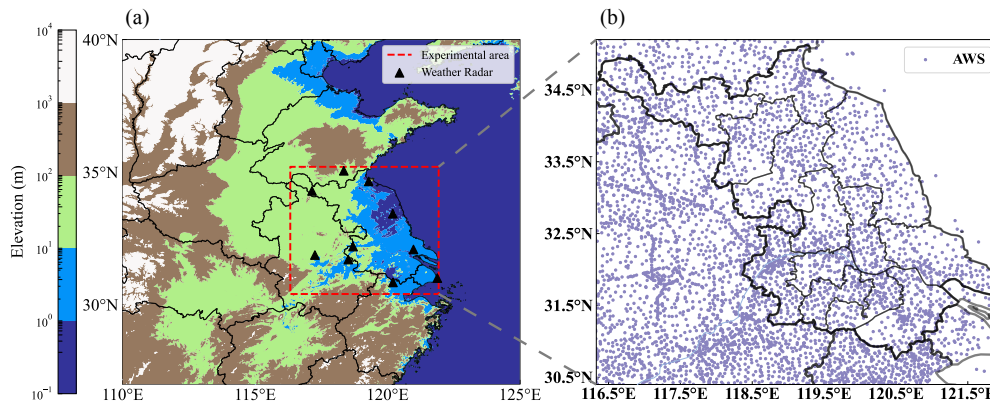 (a)
(b)
Elevation (m)
10⁴
10³
10²
10¹
10⁰
10⁻¹
40°N
35°N
30°N
110°E
115°E
120°E
125°E
Experimental area
Weather Radar
AWS
34.5°N
33.5°N
32.5°N
31.5°N
30.5°N
116.5°E
117.5°E
118.5°E
119.5°E
120.5°E
121.5°E